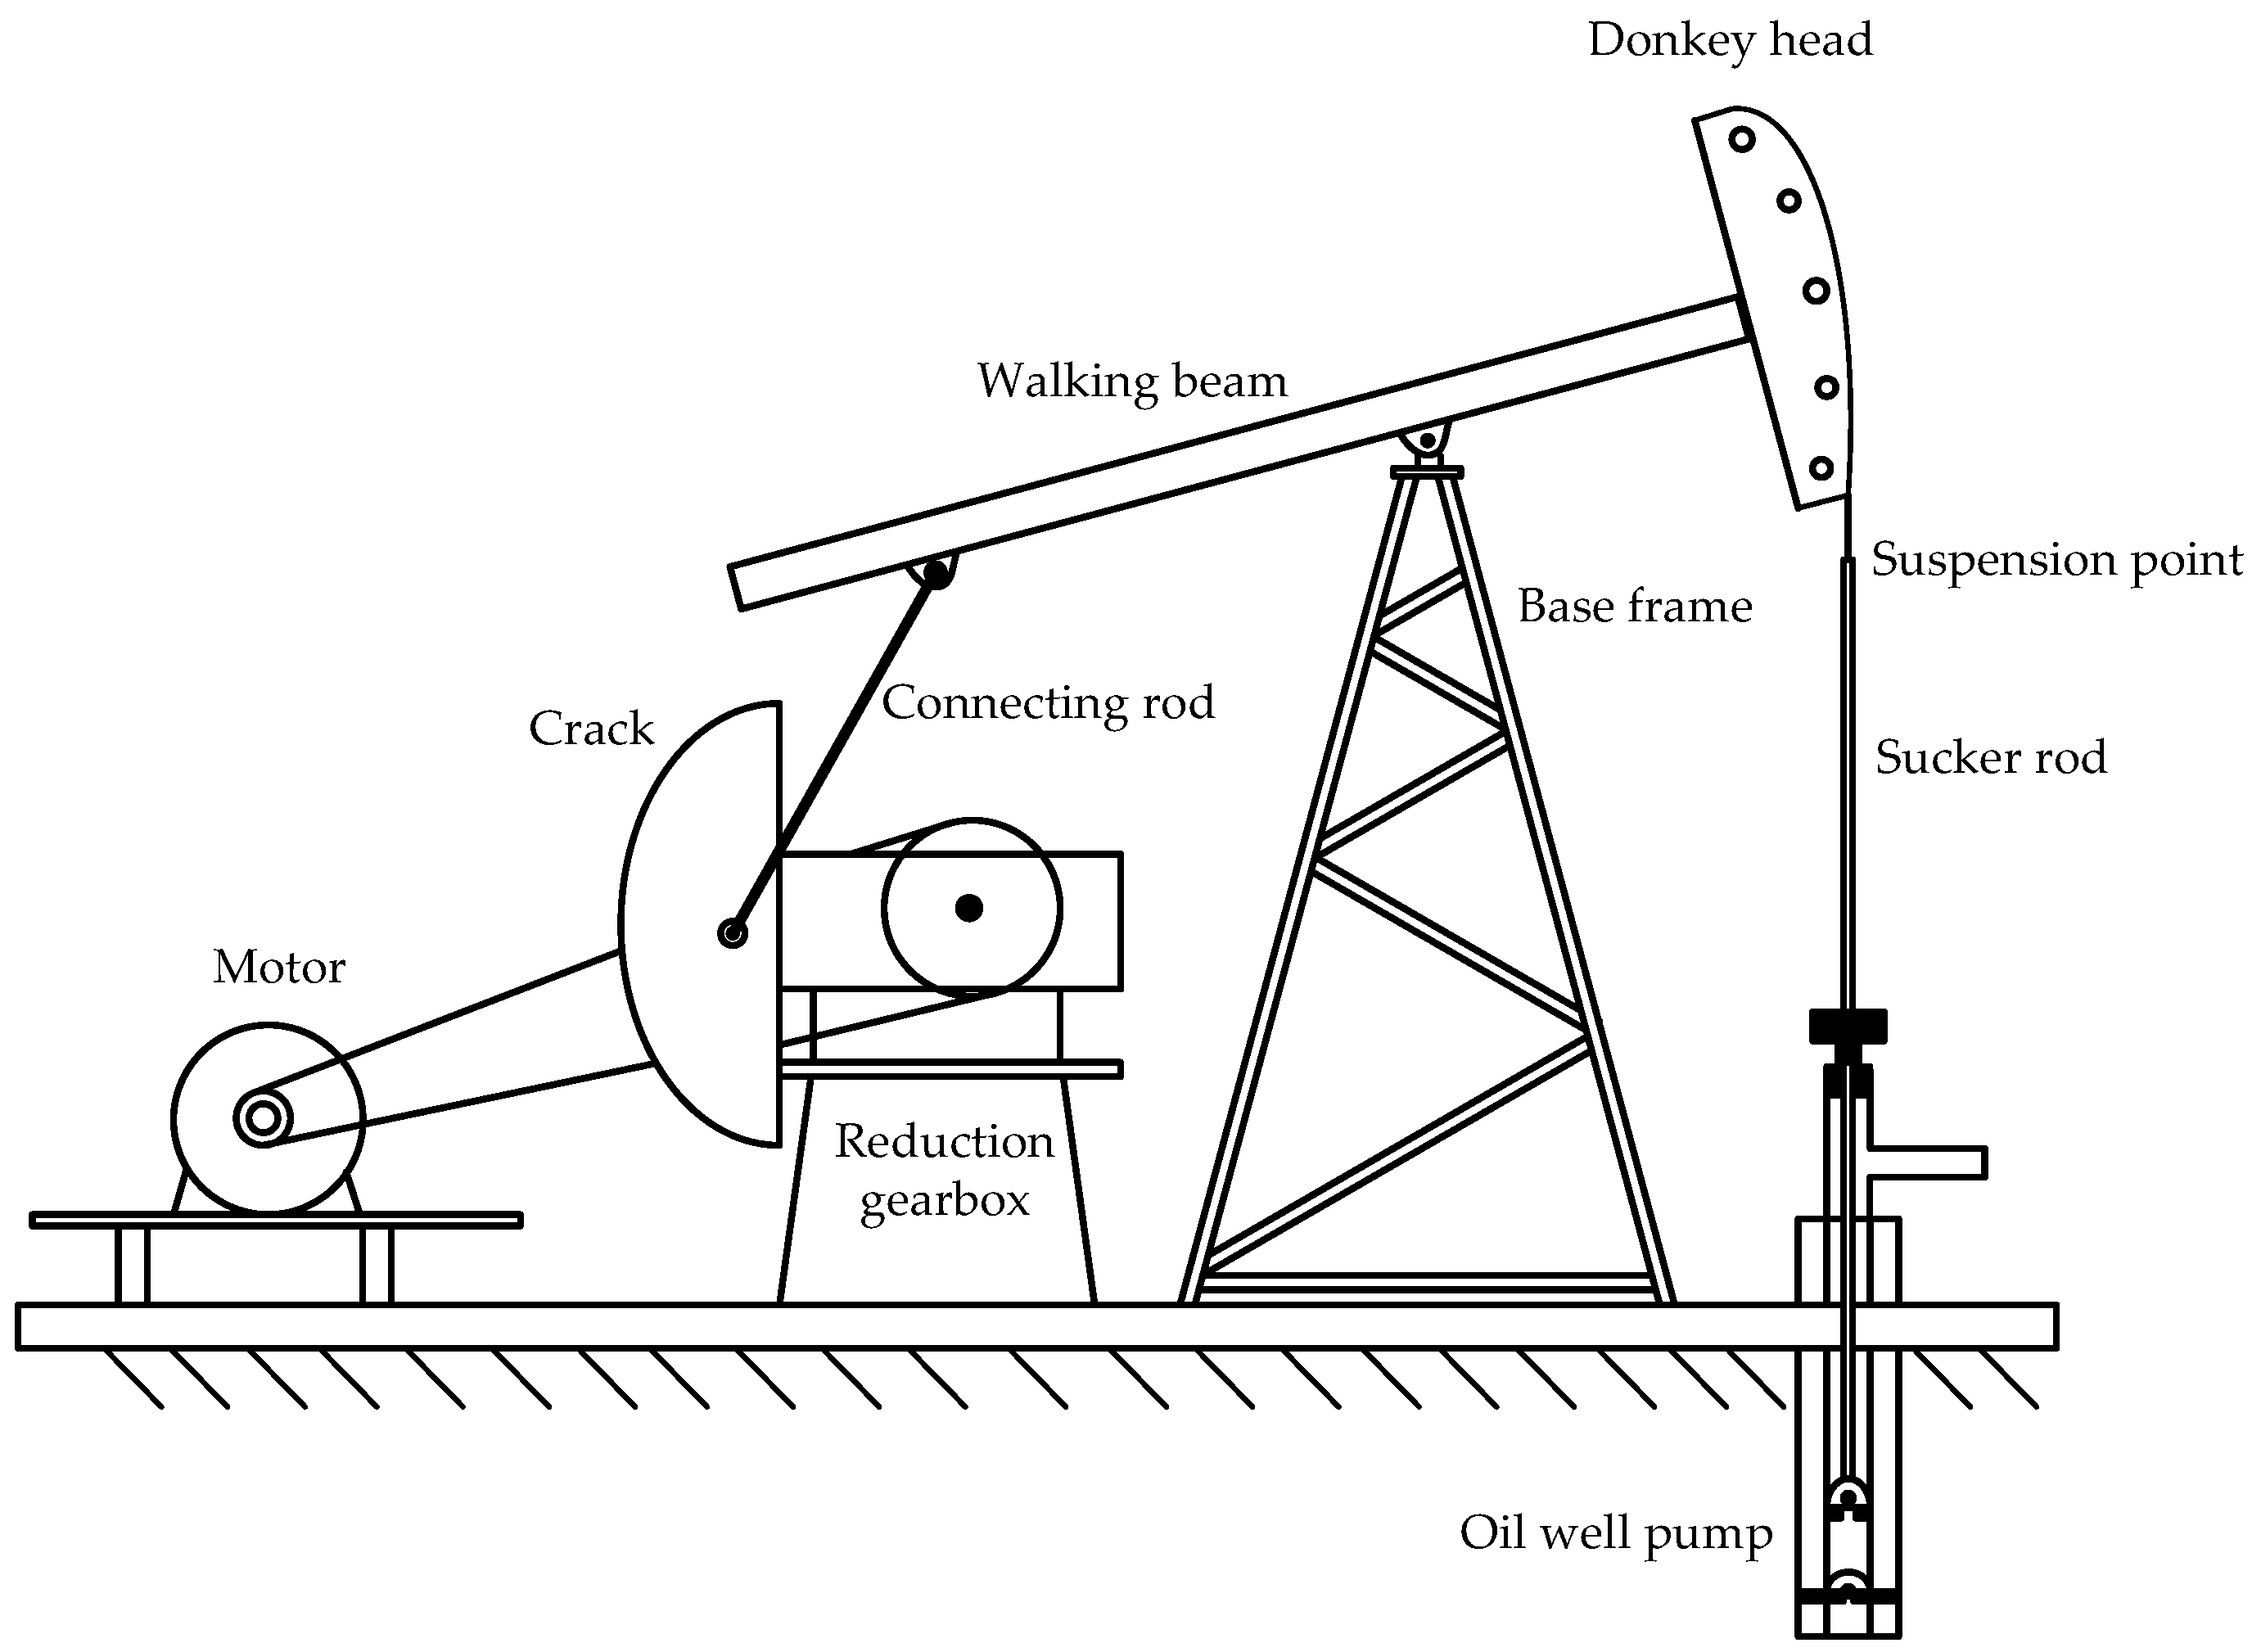 Donkey head
Walking beam
Suspension point
Base frame
Connecting rod
Crack
Sucker rod
Motor
Reduction
gearbox
Oil well pump